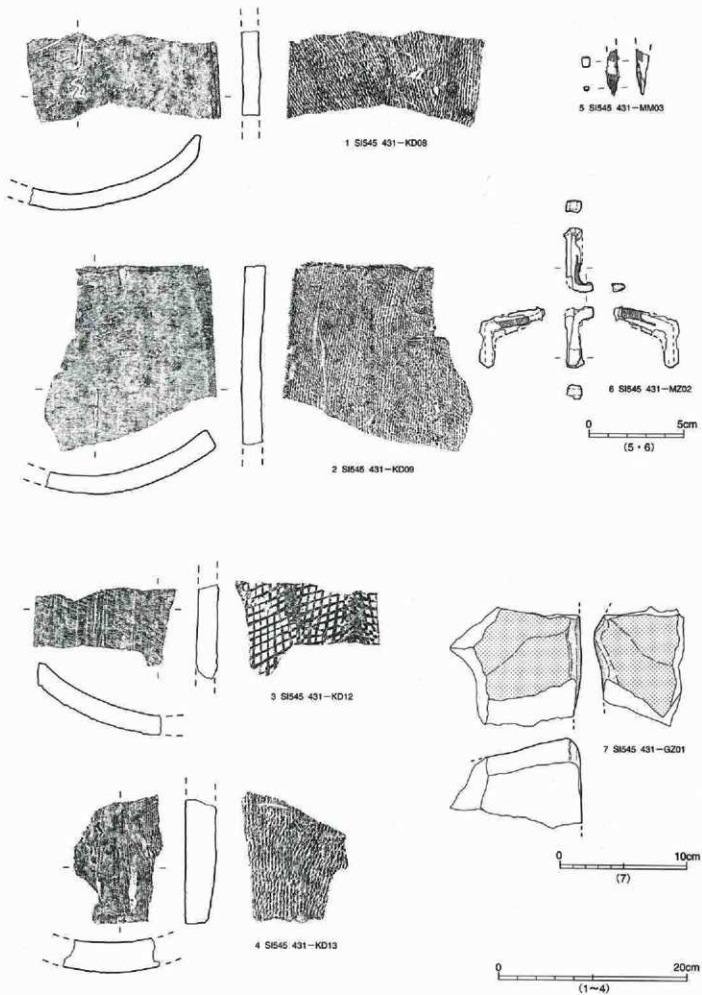 1 SI545 431-KD08
5 SI545 431-MM03
2 SI545 431-KD09
6 SI545 431-MZ02
0 5cm
(5・6)
3 SI545 431-KD12
7 SI545 431-GZ01
0 10cm
(7)
4 SI545 431-KD13
0 20cm
(1~4)